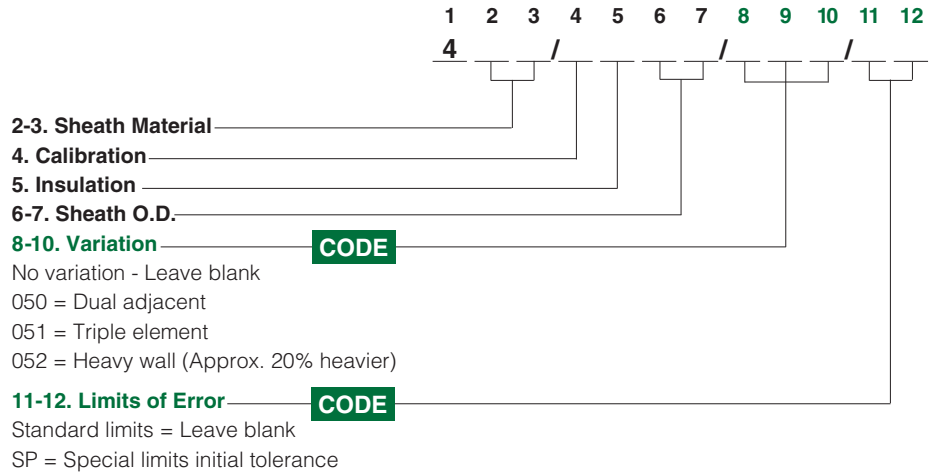 1 2 3 4 5 6 7 8 9 10 11 12
4 / / /
2-3. Sheath Material
4. Calibration
5. Insulation
6-7. Sheath O.D.
8-10. Variation CODE
No variation - Leave blank
050 = Dual adjacent
051 = Triple element
052 = Heavy wall (Approx. 20% heavier)
11-12. Limits of Error CODE
Standard limits = Leave blank
SP = Special limits initial tolerance